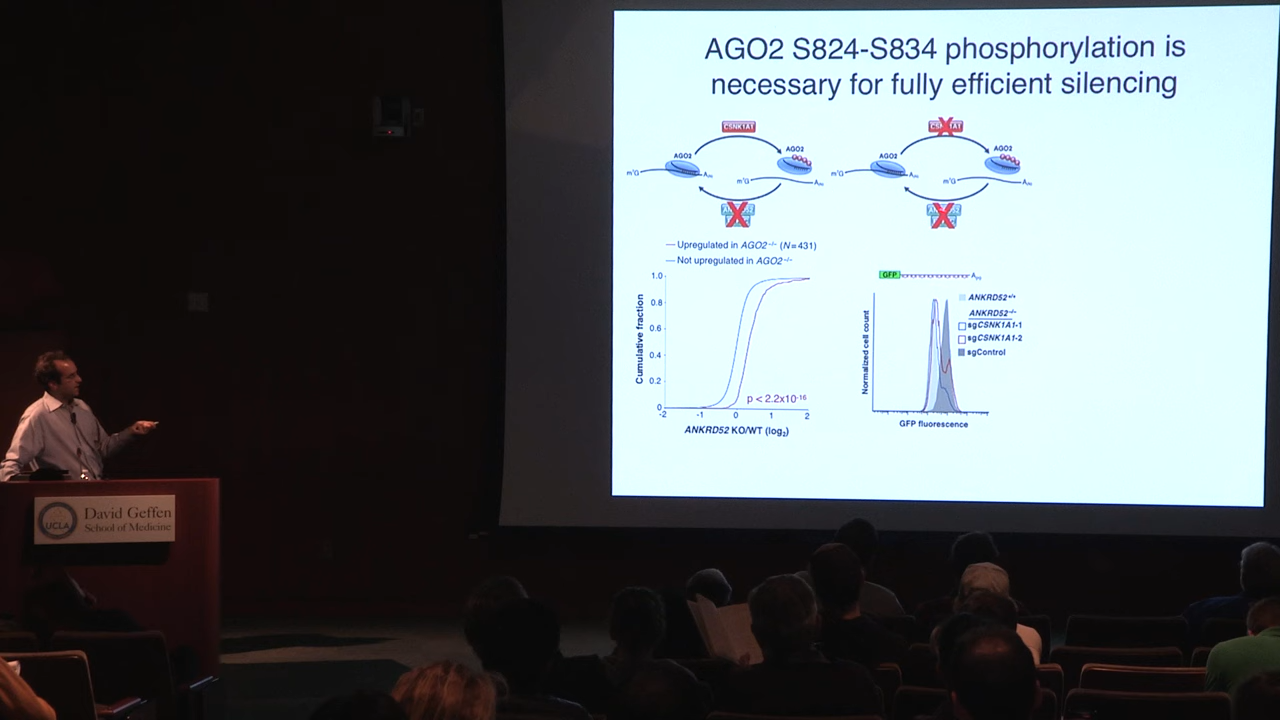 AGO2 S824-S834 phosphorylation is
necessary for fully efficient silencing
CSNK1A1
AGO2
AGO2
m⁷G
A₍ₙ₎
m⁷G
A₍ₙ₎
AGO2
AGO2
m⁷G
A₍ₙ₎
m⁷G
A₍ₙ₎
Upregulated in AGO2⁻/⁻ (N=431)
Not upregulated in AGO2⁻/⁻
Cumulative fraction
1.0
0.8
0.6
0.4
0.2
0
p < 2.2x10⁻¹⁶
-2 -1 0 1 2
ANKRD52 KO/WT (log₂)
GFP
A₍ₙ₎
Normalized cell count
ANKRD52⁺/⁺
ANKRD52⁻/⁻
sgCSNK1A1-1
sgCSNK1A1-2
sgControl
GFP fluorescence
UCLA
David Geffen
School of Medicine